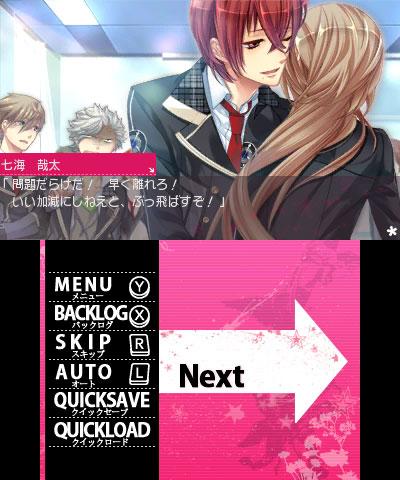 七海 哉太
「問題だらけだ! 早く離れろ!
いい加減にしねえと、ぶっ飛ばすぞ!」
MENU Y
メニュー
BACKLOG X
バックログ
SKIP R
スキップ
AUTO L
オート
QUICKSAVE
クイックセーブ
QUICKLOAD
クイックロード
Next